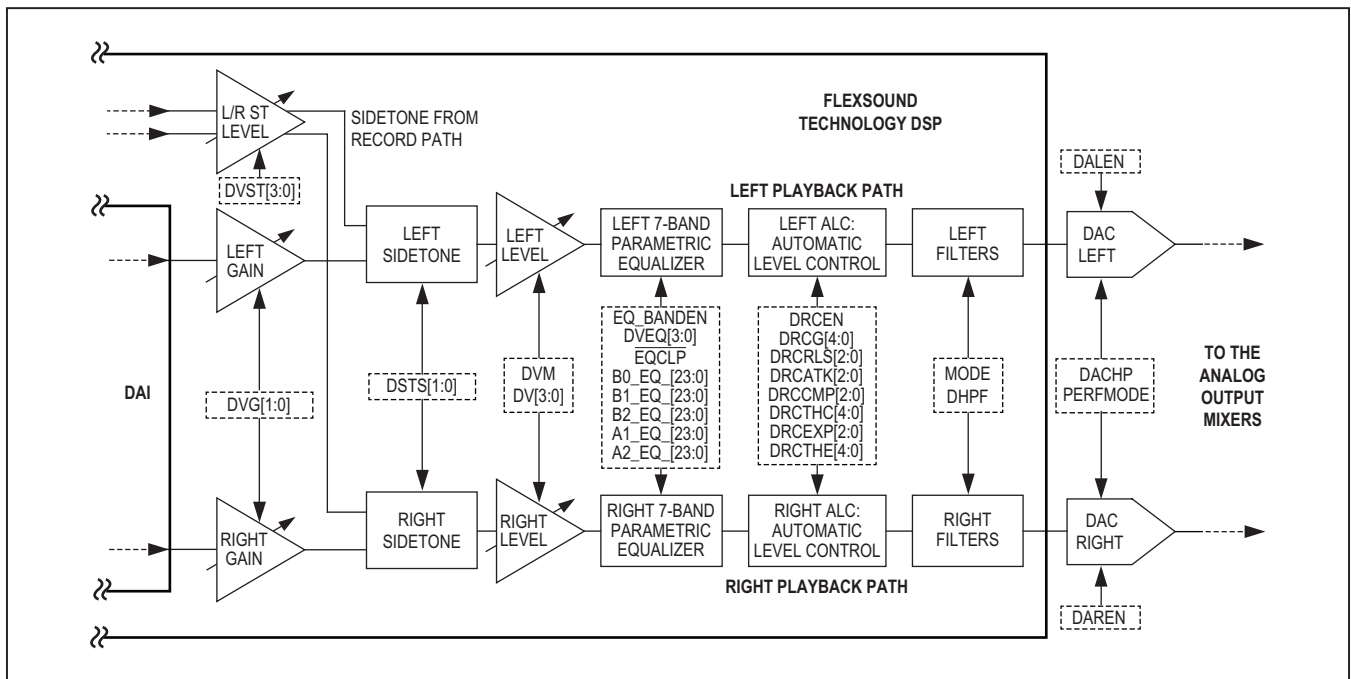 L/R ST
LEVEL
SIDETONE FROM
RECORD PATH
FLEXSOUND
TECHNOLOGY DSP
DVST[3:0]
DALEN
LEFT PLAYBACK PATH
LEFT
GAIN
LEFT
SIDETONE
LEFT
LEVEL
LEFT 7-BAND
PARAMETRIC
EQUALIZER
LEFT ALC:
AUTOMATIC
LEVEL CONTROL
LEFT
FILTERS
DAC
LEFT
DAI
DVG[1:0]
DSTS[1:0]
DVM
DV[3:0]
EQ_BANDEN
DVEQ[3:0]
EQCLP
B0_EQ_[23:0]
B1_EQ_[23:0]
B2_EQ_[23:0]
A1_EQ_[23:0]
A2_EQ_[23:0]
DRCEN
DRCG[4:0]
DRCRLS[2:0]
DRCATK[2:0]
DRCCMP[2:0]
DRCTHC[4:0]
DRCEXP[2:0]
DRCTHE[4:0]
MODE
DHPF
DACHP
PERFMODE
TO THE
ANALOG
OUTPUT
MIXERS
RIGHT
GAIN
RIGHT
SIDETONE
RIGHT
LEVEL
RIGHT 7-BAND
PARAMETRIC
EQUALIZER
RIGHT ALC:
AUTOMATIC
LEVEL CONTROL
RIGHT
FILTERS
DAC
RIGHT
RIGHT PLAYBACK PATH
DAREN